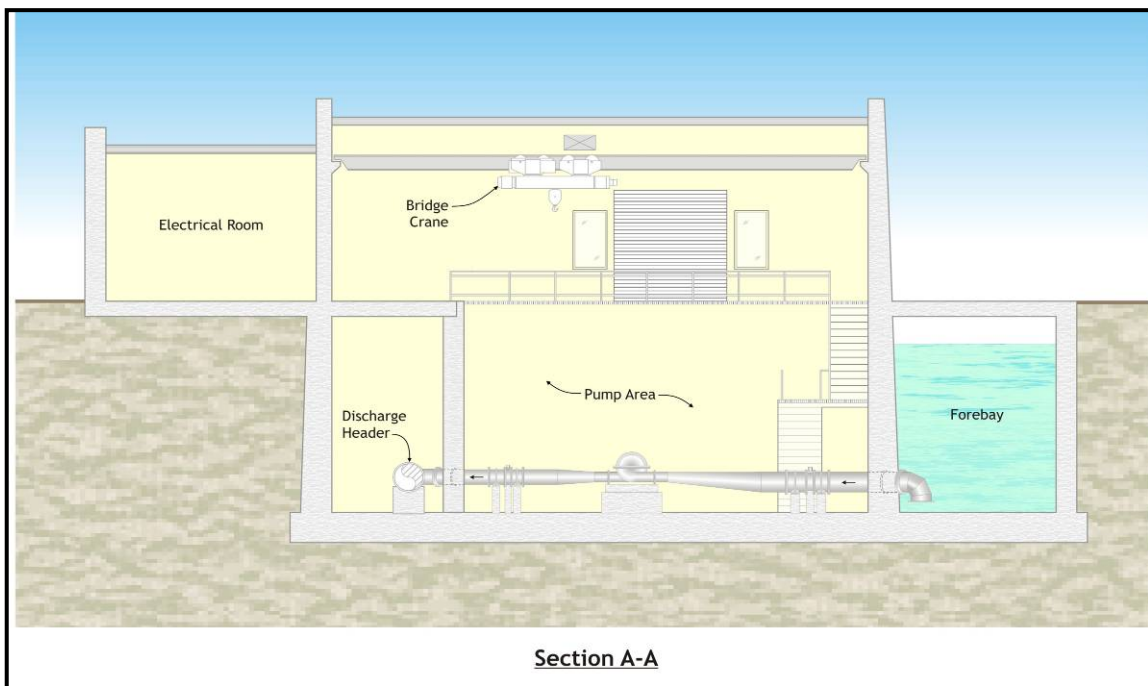 Electrical Room
Bridge
Crane
Pump Area
Discharge
Header
Forebay
Section A-A